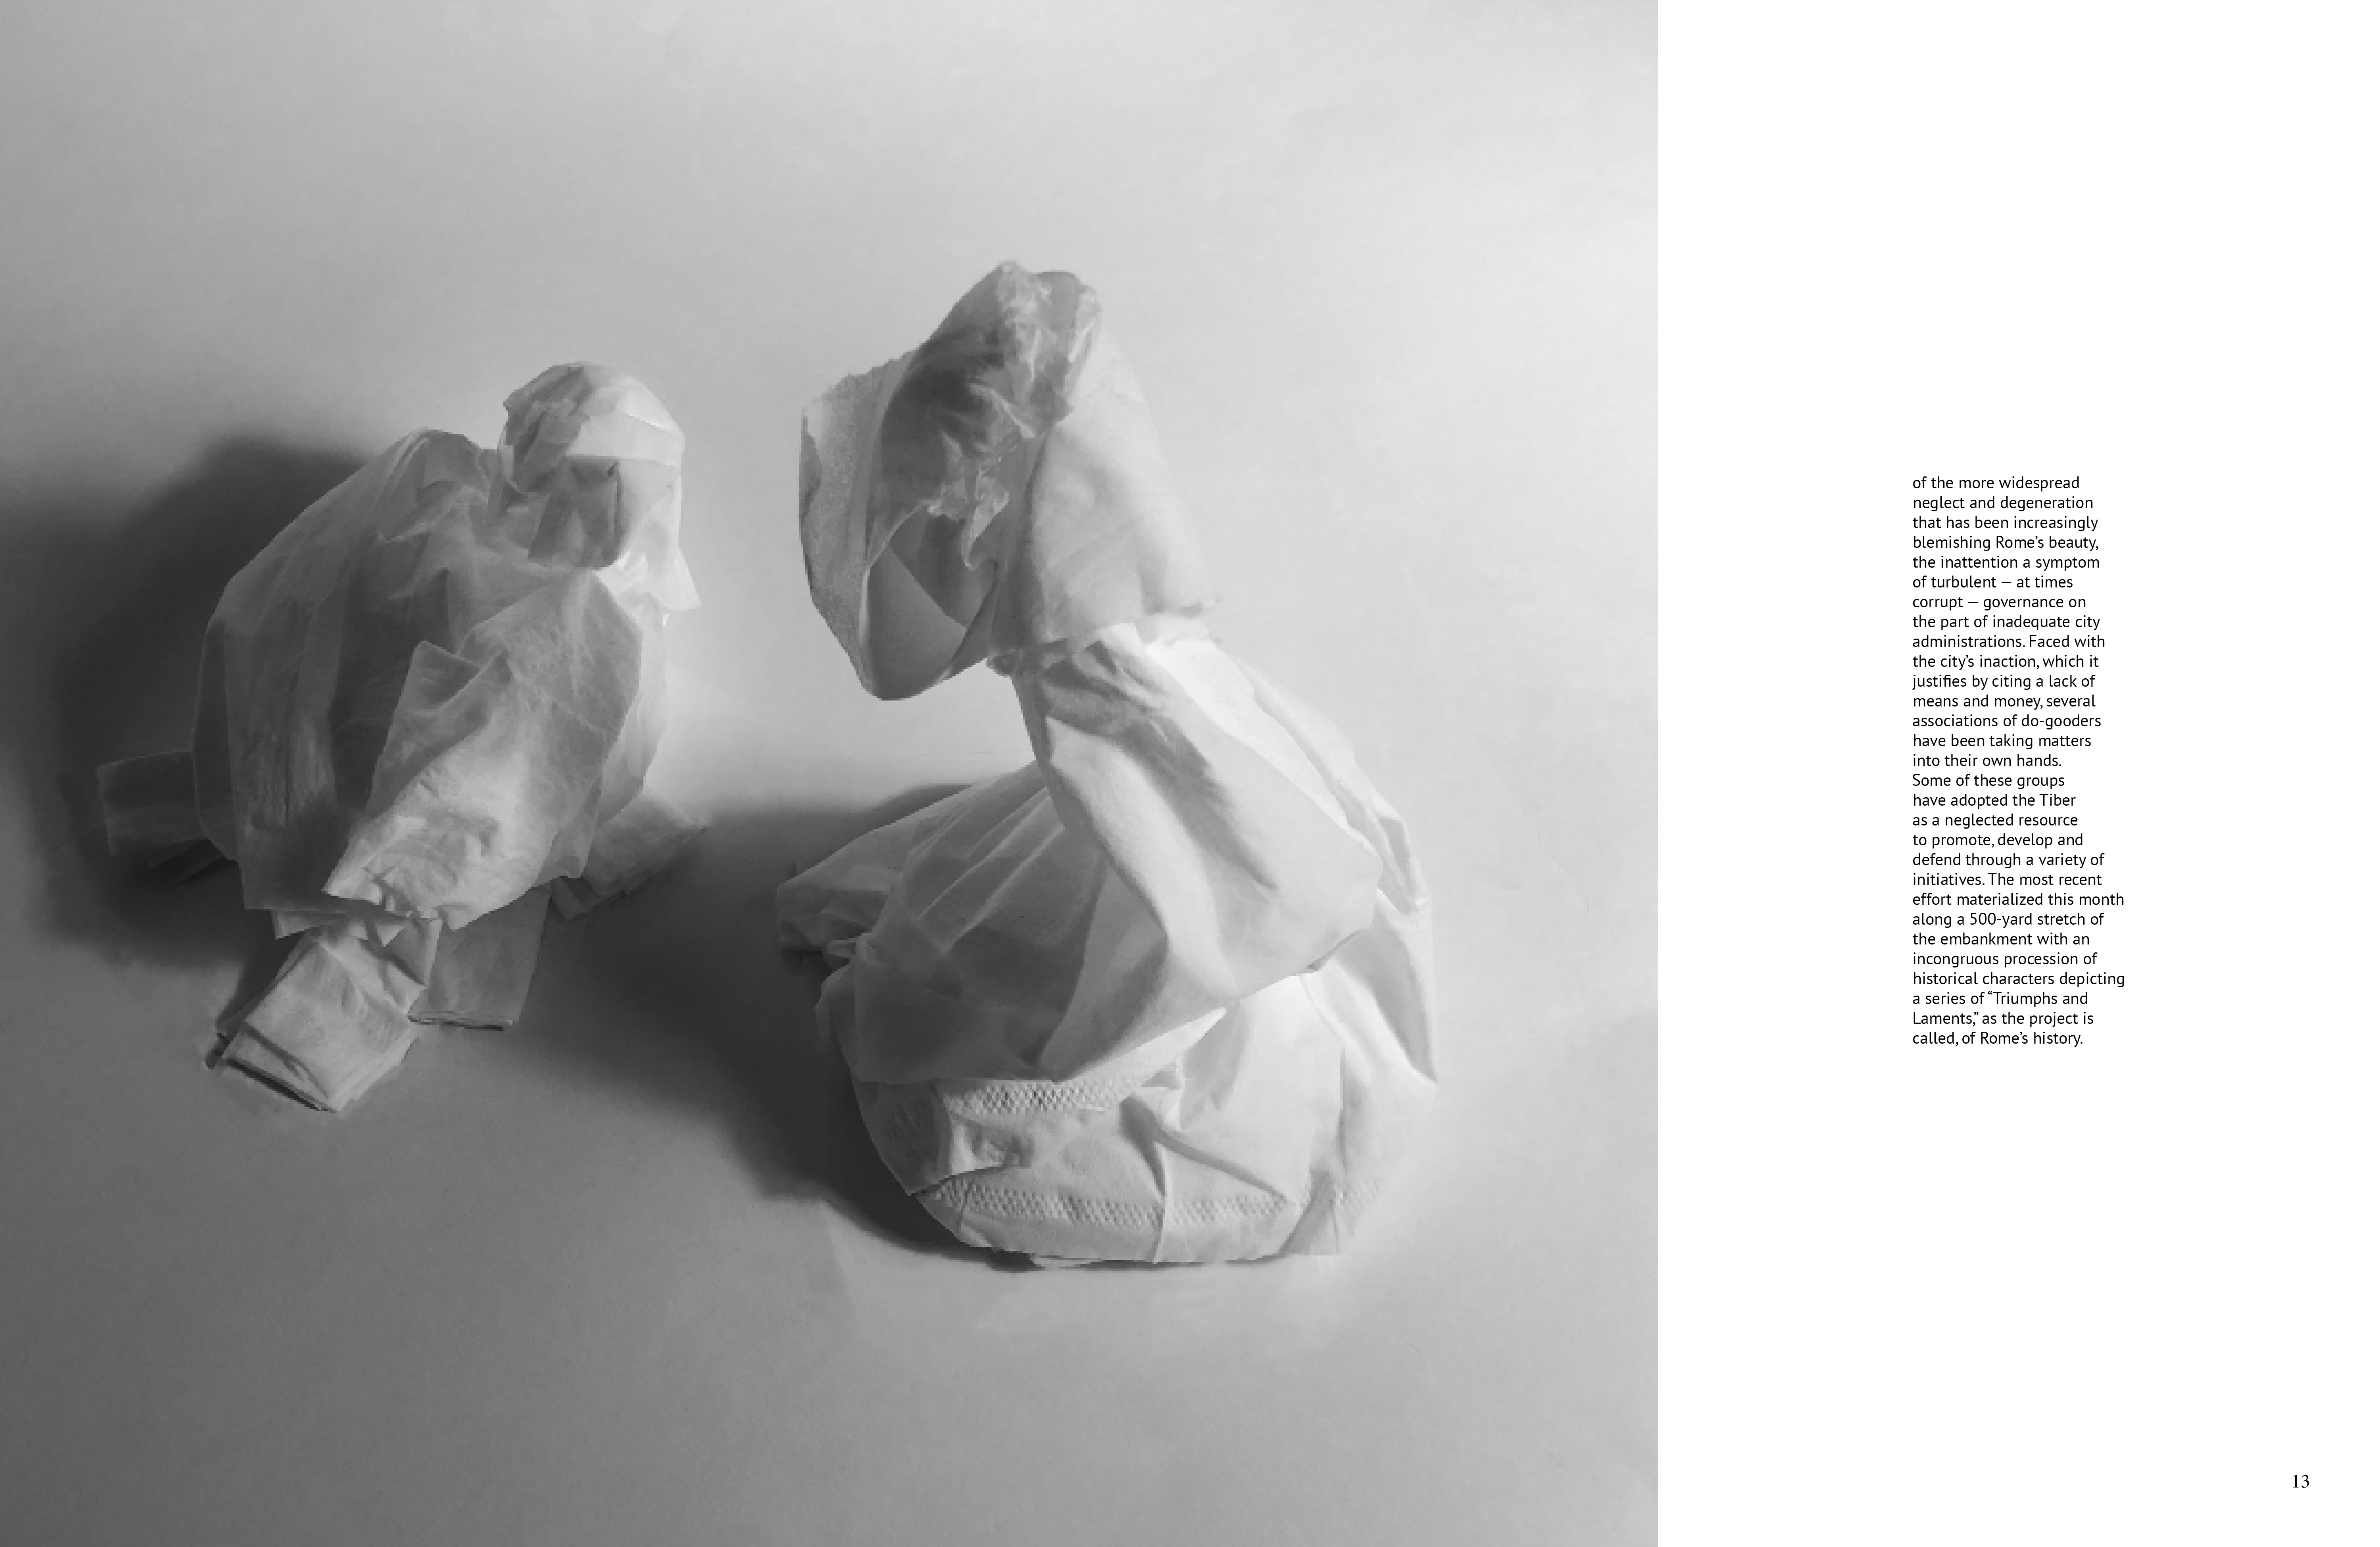 of the more widespread
neglect and degeneration
that has been increasingly
blemishing Rome’s beauty,
the inattention a symptom
of turbulent — at times
corrupt — governance on
the part of inadequate city
administrations. Faced with
the city’s inaction, which it
justifies by citing a lack of
means and money, several
associations of do-gooders
have been taking matters
into their own hands.
Some of these groups
have adopted the Tiber
as a neglected resource
to promote, develop and
defend through a variety of
initiatives. The most recent
effort materialized this month
along a 500-yard stretch of
the embankment with an
incongruous procession of
historical characters depicting
a series of “Triumphs and
Laments,” as the project is
called, of Rome’s history.
13